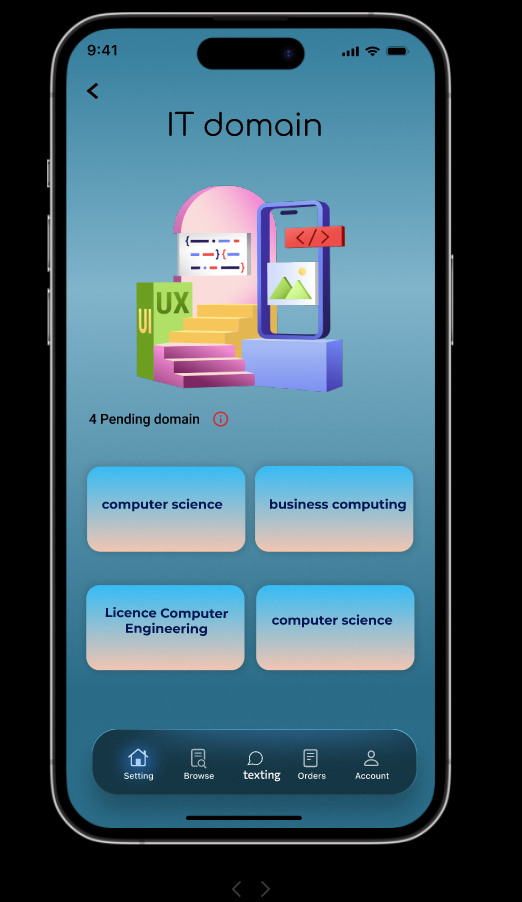 9:41
IT domain
</>
UX
UI
4 Pending domain
computer science
business computing
Licence Computer
Engineering
computer science
Setting
Browse
texting
Orders
Account